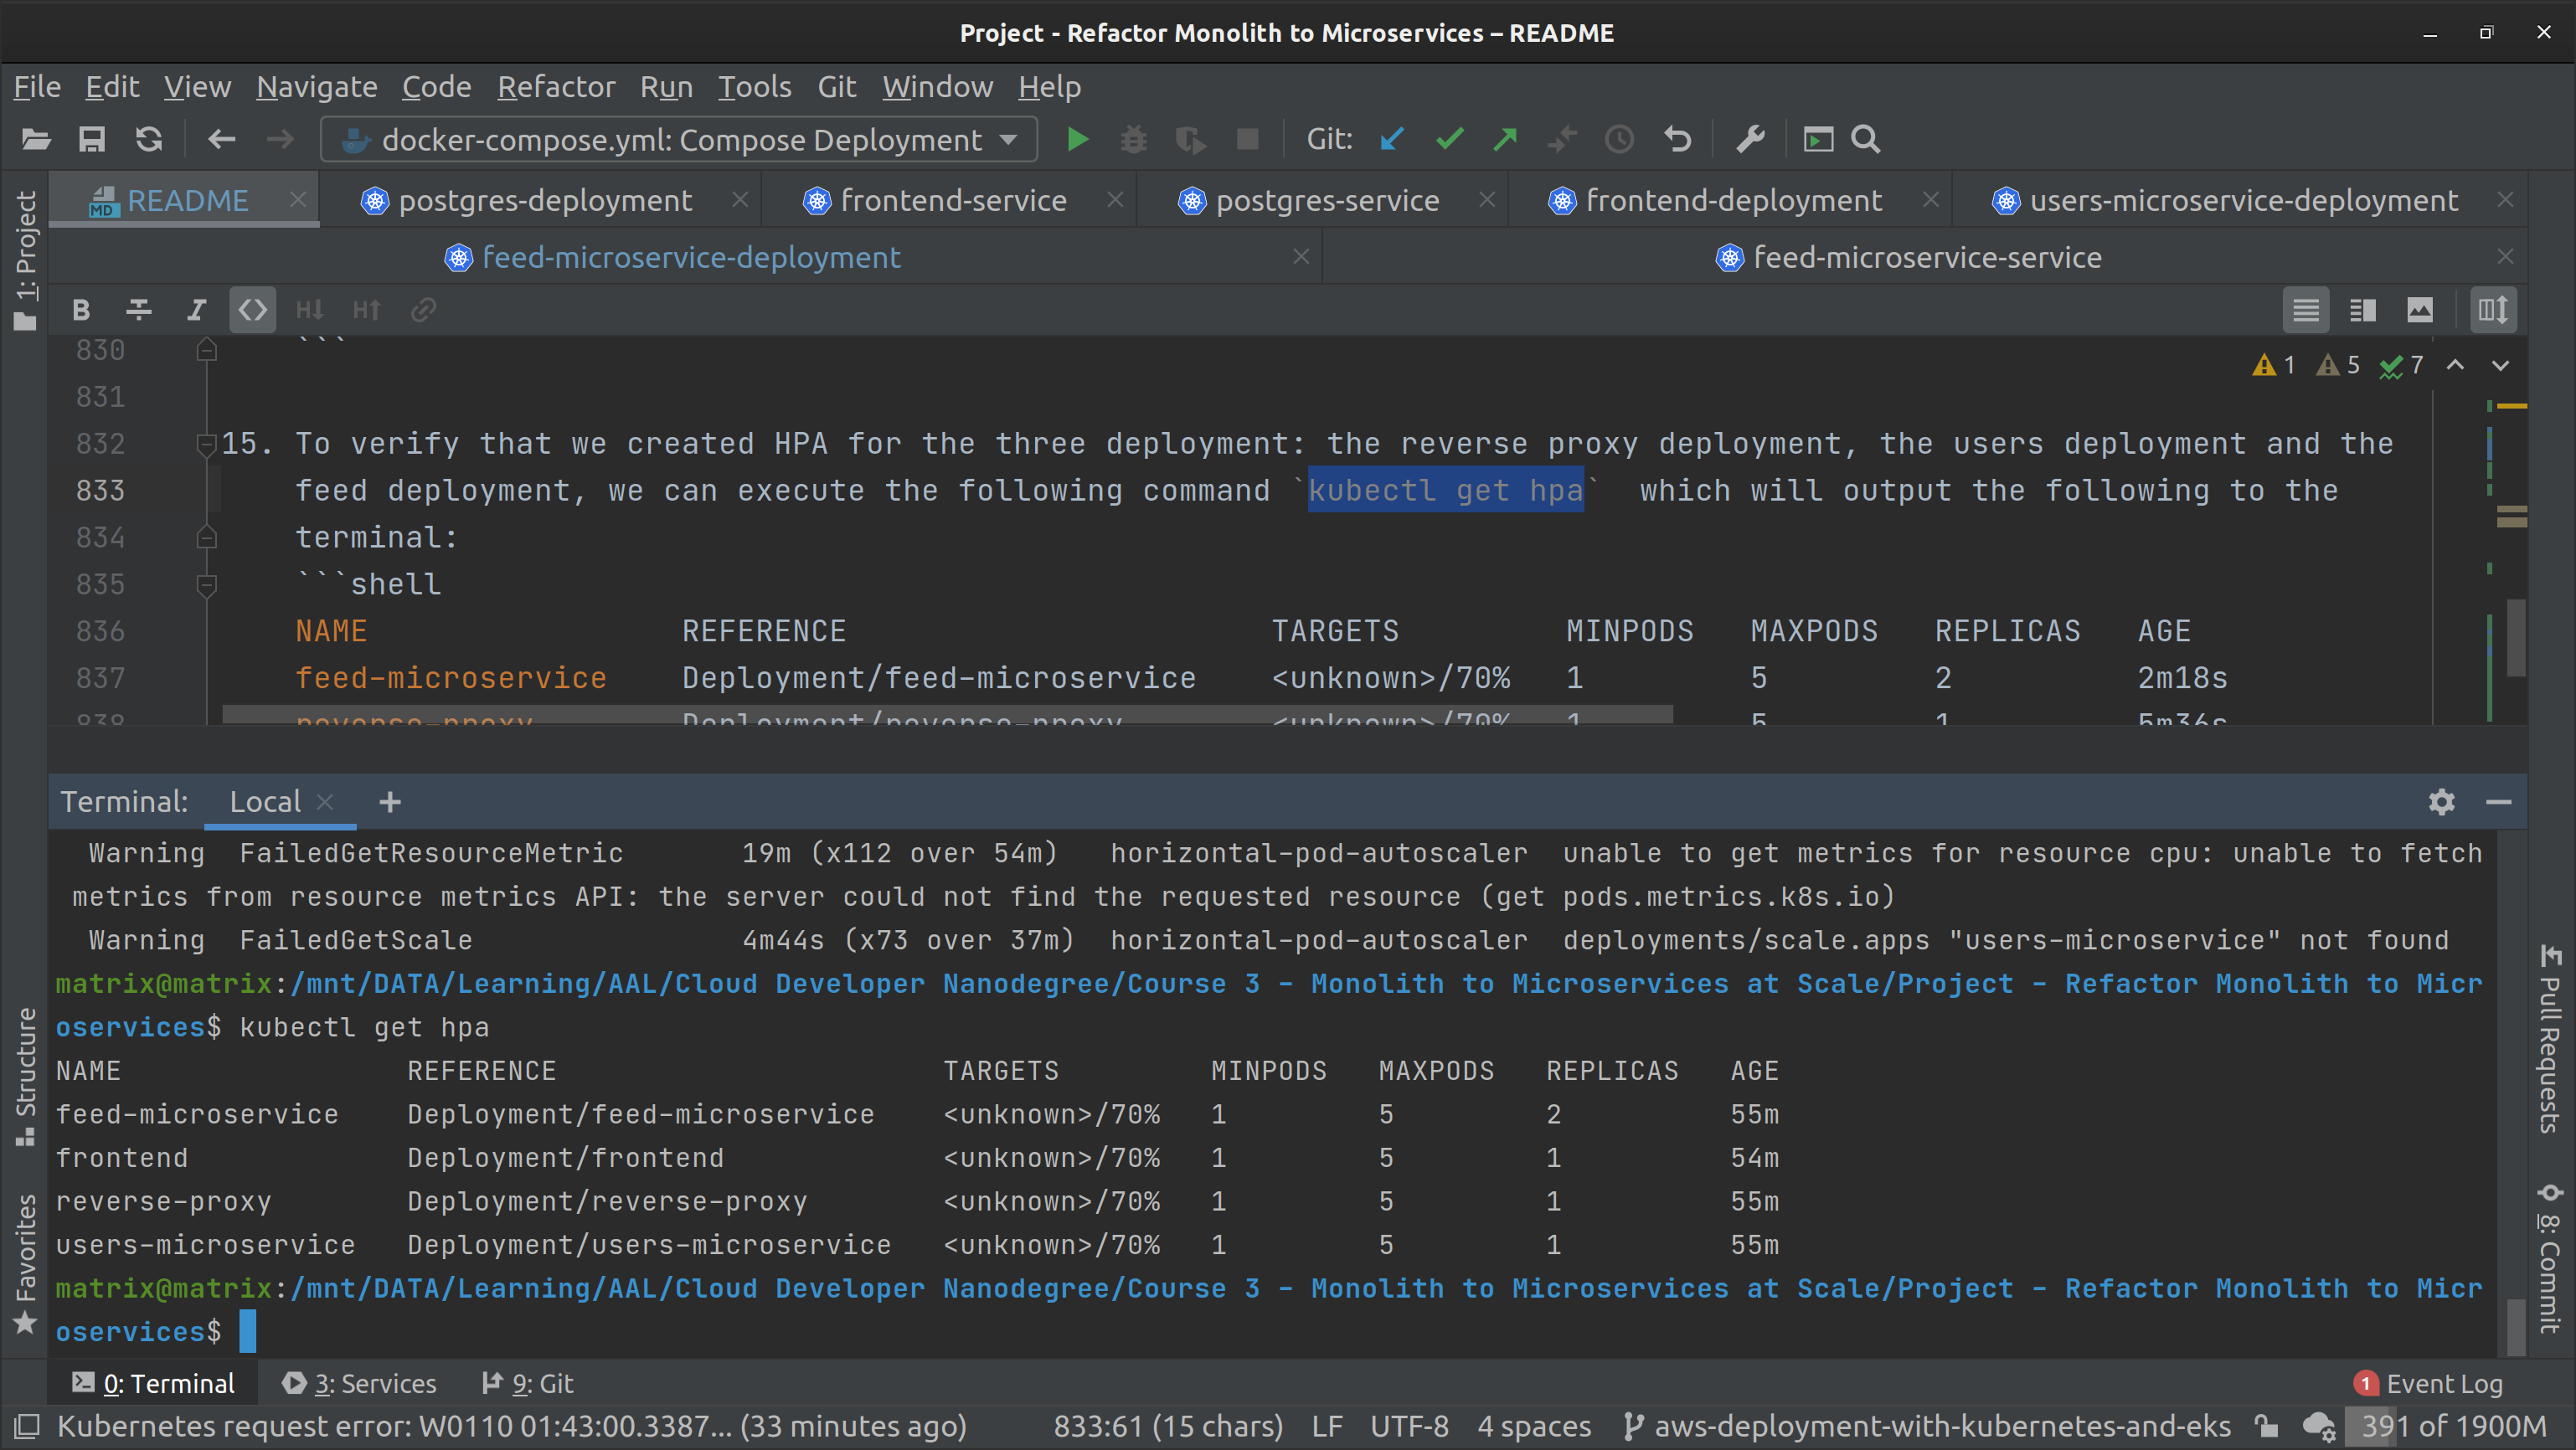 Project - Refactor Monolith to Microservices – README
File Edit View Navigate Code Refactor Run Tools Git Window Help
docker-compose.yml: Compose Deployment Git:
README postgres-deployment frontend-service postgres-service frontend-deployment users-microservice-deployment
feed-microservice-deployment feed-microservice-service
1: Project
B I H↓ H↑
830 ```
1 5 7
831
832 15. To verify that we created HPA for the three deployment: the reverse proxy deployment, the users deployment and the
833 feed deployment, we can execute the following command `kubectl get hpa`  which will output the following to the
834 terminal:
835 ```shell
836 NAME REFERENCE TARGETS MINPODS MAXPODS REPLICAS AGE
837 feed-microservice Deployment/feed-microservice <unknown>/70% 1 5 2 2m18s
838 reverse-proxy Deployment/reverse-proxy <unknown>/70% 1 5 1 5m36s
Terminal: Local +
Warning FailedGetResourceMetric 19m (x112 over 54m) horizontal-pod-autoscaler unable to get metrics for resource cpu: unable to fetch
metrics from resource metrics API: the server could not find the requested resource (get pods.metrics.k8s.io)
Warning FailedGetScale 4m44s (x73 over 37m) horizontal-pod-autoscaler deployments/scale.apps "users-microservice" not found
matrix@matrix:/mnt/DATA/Learning/AAL/Cloud Developer Nanodegree/Course 3 - Monolith to Microservices at Scale/Project - Refactor Monolith to Micr
oservices$ kubectl get hpa
NAME REFERENCE TARGETS MINPODS MAXPODS REPLICAS AGE
feed-microservice Deployment/feed-microservice <unknown>/70% 1 5 2 55m
frontend Deployment/frontend <unknown>/70% 1 5 1 54m
reverse-proxy Deployment/reverse-proxy <unknown>/70% 1 5 1 55m
users-microservice Deployment/users-microservice <unknown>/70% 1 5 1 55m
matrix@matrix:/mnt/DATA/Learning/AAL/Cloud Developer Nanodegree/Course 3 - Monolith to Microservices at Scale/Project - Refactor Monolith to Micr
oservices$
Structure
Favorites
Pull Requests
8: Commit
0: Terminal 3: Services 9: Git 1 Event Log
Kubernetes request error: W0110 01:43:00.3387... (33 minutes ago) 833:61 (15 chars) LF UTF-8 4 spaces aws-deployment-with-kubernetes-and-eks 391 of 1900M